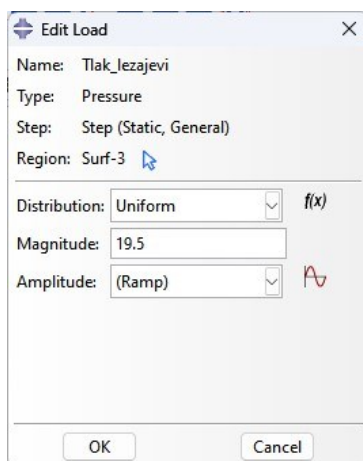 Edit Load
Name: Tlak_lezajevi
Type: Pressure
Step: Step (Static, General)
Region: Surf-3
Distribution: Uniform f(x)
Magnitude: 19.5
Amplitude: (Ramp)
OK Cancel